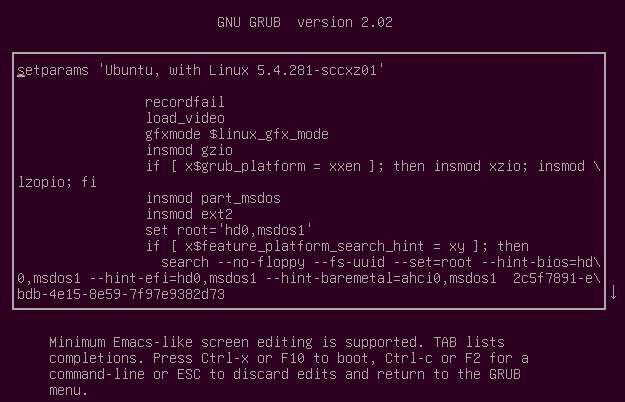 GNU GRUB  version 2.02
setparams 'Ubuntu, with Linux 5.4.281-sccxz01'
recordfail
load_video
gfxmode $linux_gfx_mode
insmod gzio
if [ x$grub_platform = xxen ]; then insmod xzio; insmod \
lzopio; fi
insmod part_msdos
insmod ext2
set root='hd0,msdos1'
if [ x$feature_platform_search_hint = xy ]; then
search --no-floppy --fs-uuid --set=root --hint-bios=hd\
0,msdos1 --hint-efi=hd0,msdos1 --hint-baremetal=ahci0,msdos1  2c5f7891-e\
bdb-4e15-8e59-7f97e9382d73
↓
Minimum Emacs-like screen editing is supported. TAB lists
completions. Press Ctrl-x or F10 to boot, Ctrl-c or F2 for a
command-line or ESC to discard edits and return to the GRUB
menu.